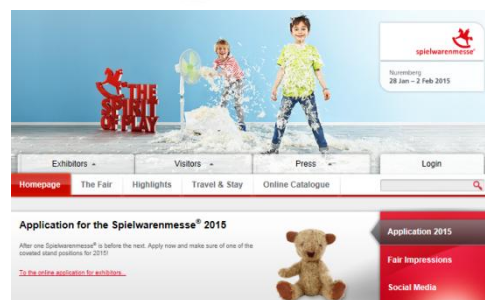 spielwarenmesse®
Nuremberg
28 Jan – 2 Feb 2015
THE
SPIRIT
OF PLAY
Exhibitors
Visitors
Press
Login
Homepage
The Fair
Highlights
Travel & Stay
Online Catalogue
Application for the Spielwarenmesse® 2015
After one Spielwarenmesse® is before the next. Apply now and make sure of one of the
coveted stand positions for 2015!
To the online application for exhibitors...
Application 2015
Fair Impressions
Social Media